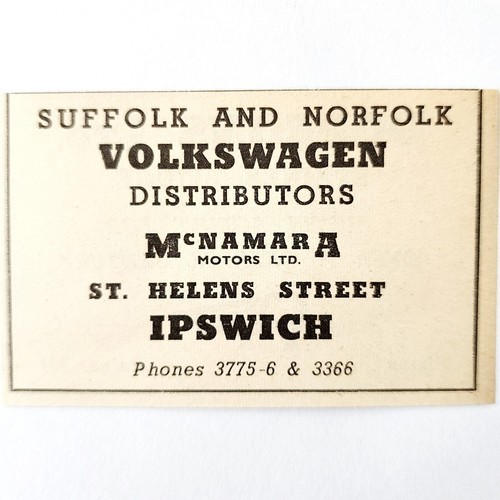 SUFFOLK AND NORFOLK
VOLKSWAGEN
DISTRIBUTORS
McNAMARA
MOTORS LTD.
ST. HELENS STREET
IPSWICH
Phones 3775-6 & 3366